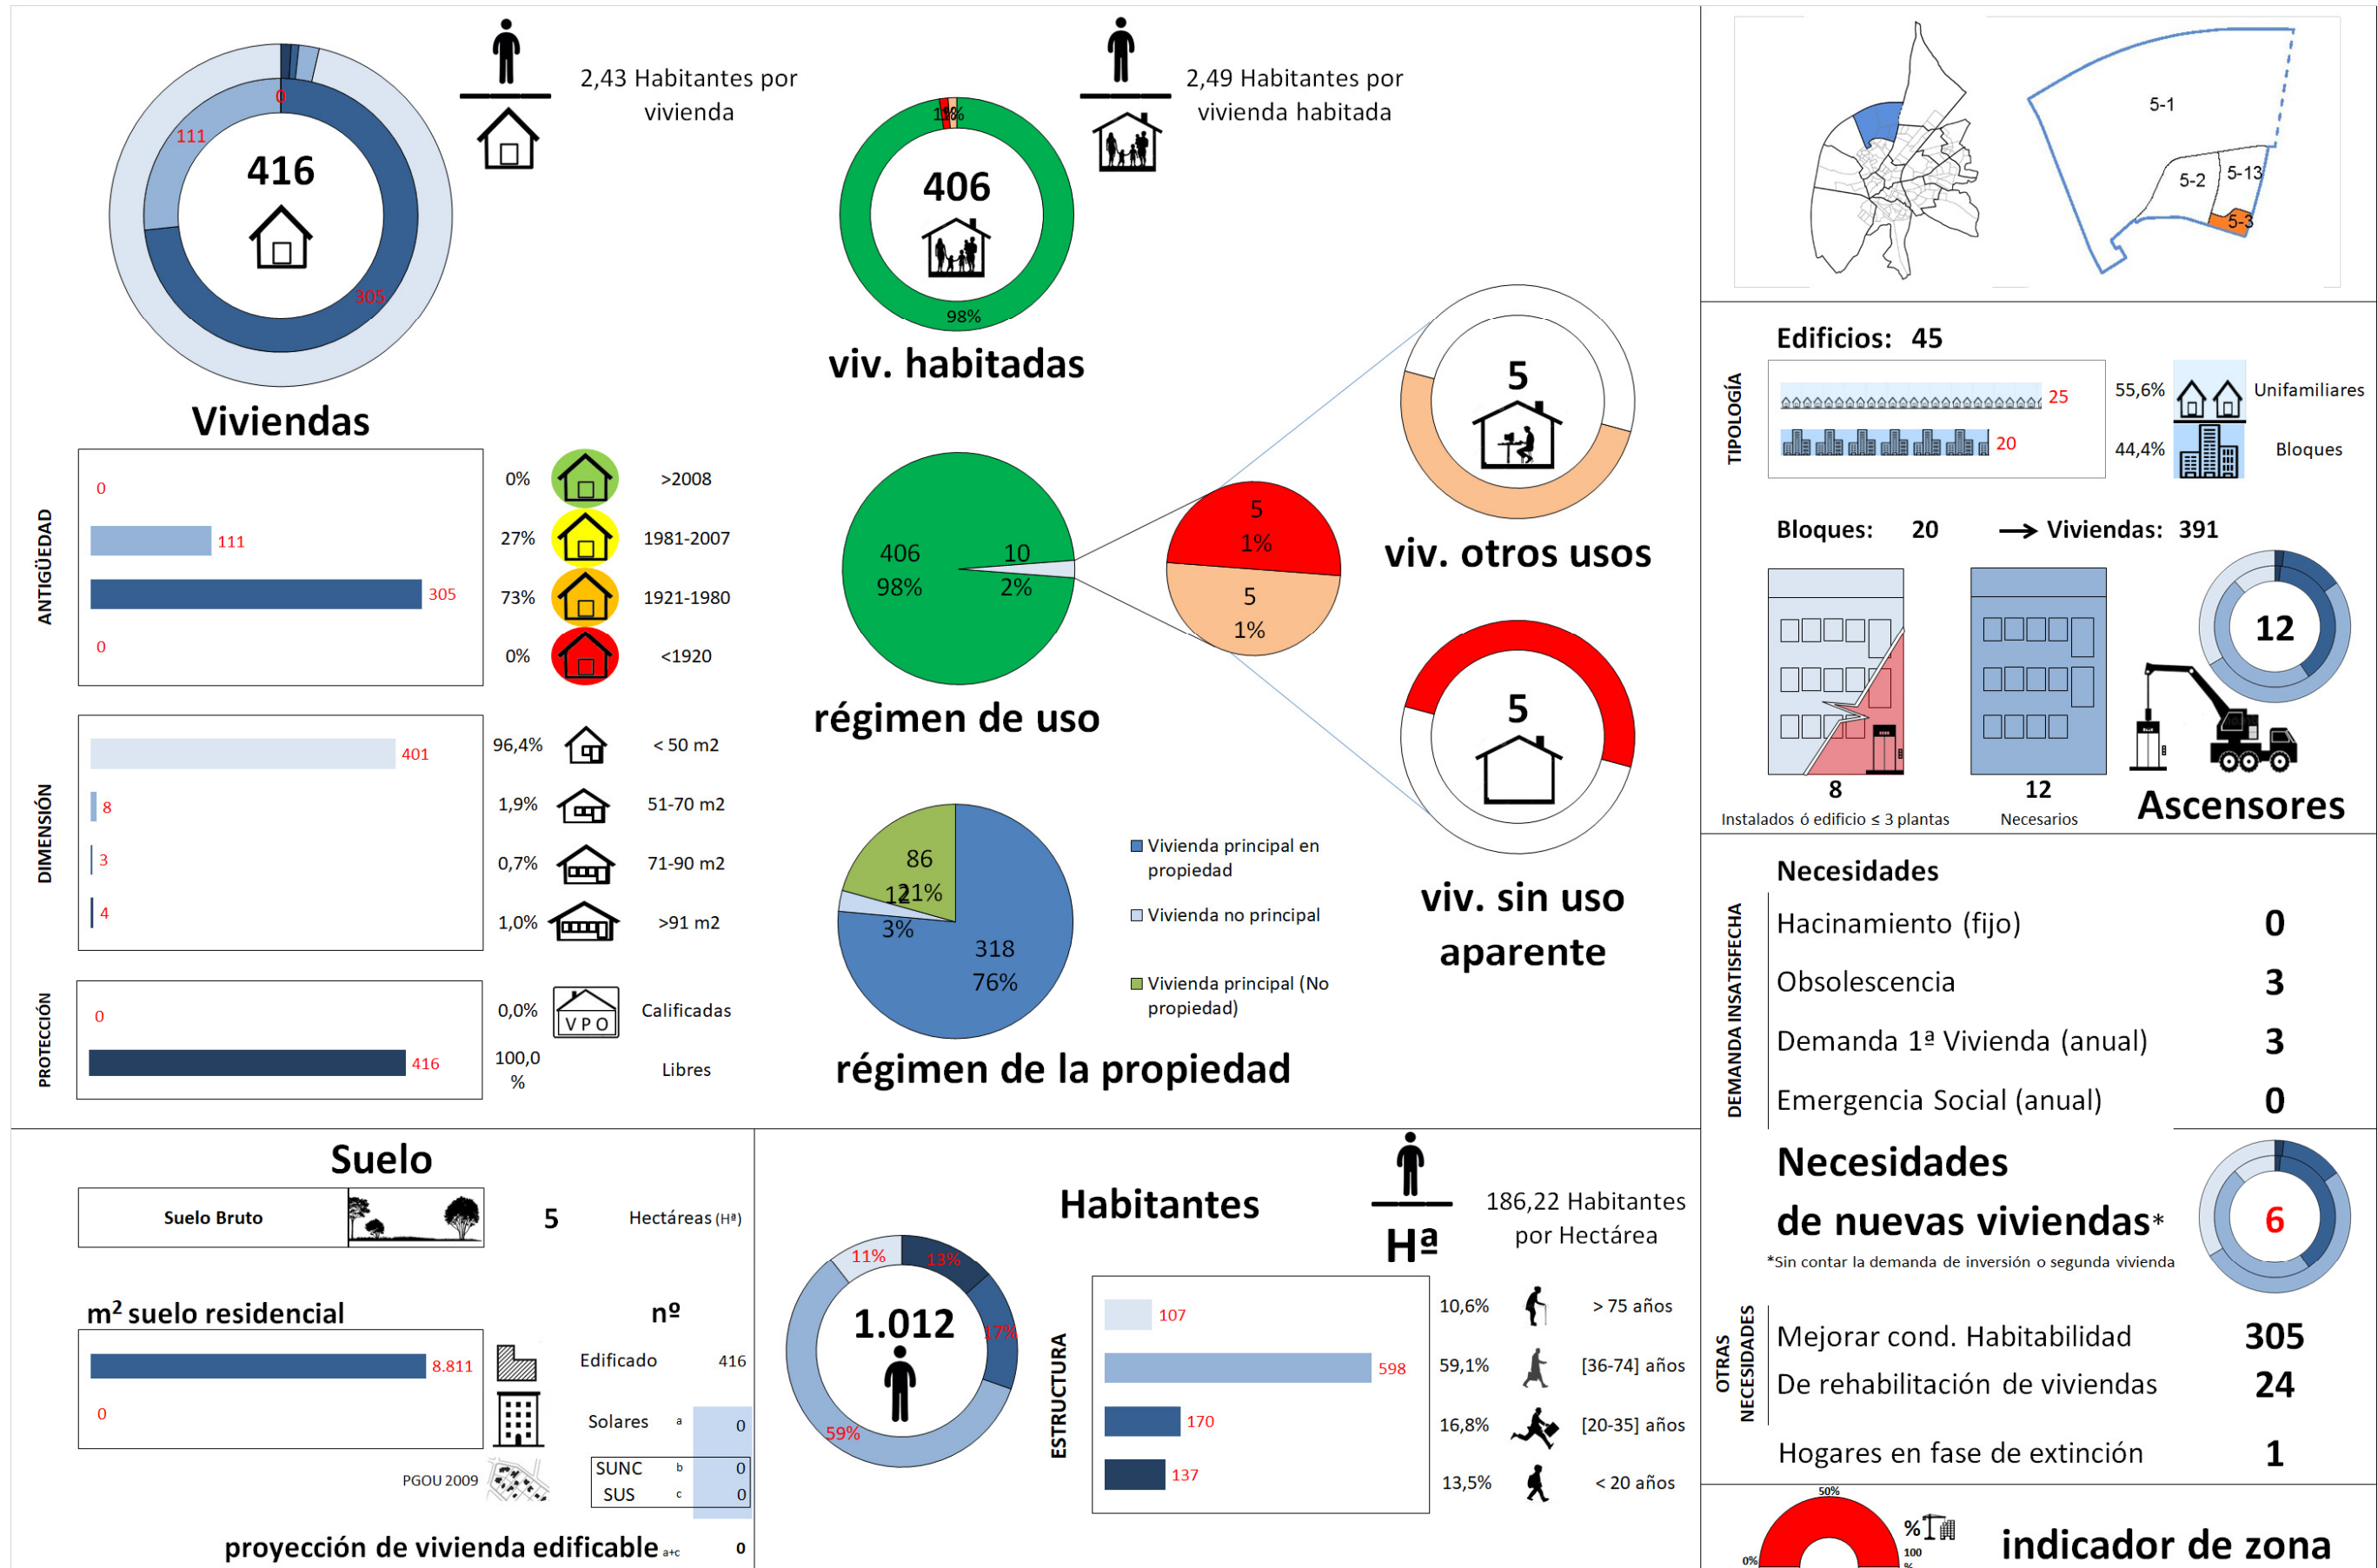 416
0
111
305
2,43 Habitantes por
vivienda
Viviendas
406
98%
viv. habitadas
2,49 Habitantes por
vivienda habitada
ANTIGÜEDAD
0
0%
>2008
111
27%
1981-2007
305
73%
1921-1980
0
0%
<1920
DIMENSIÓN
401
96,4%
< 50 m2
8
1,9%
51-70 m2
3
0,7%
71-90 m2
4
1,0%
>91 m2
PROTECCIÓN
0
0,0%
VPO
Calificadas
416
100,0
%
Libres
406
98%
10
2%
5
1%
5
1%
régimen de uso
5
viv. otros usos
5
viv. sin uso
aparente
86
21%
12
3%
318
76%
Vivienda principal en
propiedad
Vivienda no principal
Vivienda principal (No
propiedad)
régimen de la propiedad
5-1
5-2
5-13
5-3
TIPOLOGÍA
Edificios: 45
25
55,6%
Unifamiliares
20
44,4%
Bloques
Bloques: 20
Viviendas: 391
12
8
Instalados ó edificio ≤ 3 plantas
12
Necesarios
Ascensores
DEMANDA INSATISFECHA
Necesidades
Hacinamiento (fijo) 0
Obsolescencia 3
Demanda 1ª Vivienda (anual) 3
Emergencia Social (anual) 0
Necesidades
de nuevas viviendas*
6
*Sin contar la demanda de inversión o segunda vivienda
OTRAS
NECESIDADES
Mejorar cond. Habitabilidad 305
De rehabilitación de viviendas 24
Hogares en fase de extinción 1
50%
0%
%
100
indicador de zona
Suelo
Suelo Bruto
5
Hectáreas (Hª)
m² suelo residencial
nº
8.811
Edificado
416
0
Solares a 0
PGOU 2009
SUNC b 0
SUS c 0
proyección de vivienda edificable a+c 0
Habitantes
Hª
186,22 Habitantes
por Hectárea
1.012
11%
13%
17%
59%
ESTRUCTURA
107
10,6%
> 75 años
598
59,1%
[36-74] años
170
16,8%
[20-35] años
137
13,5%
< 20 años